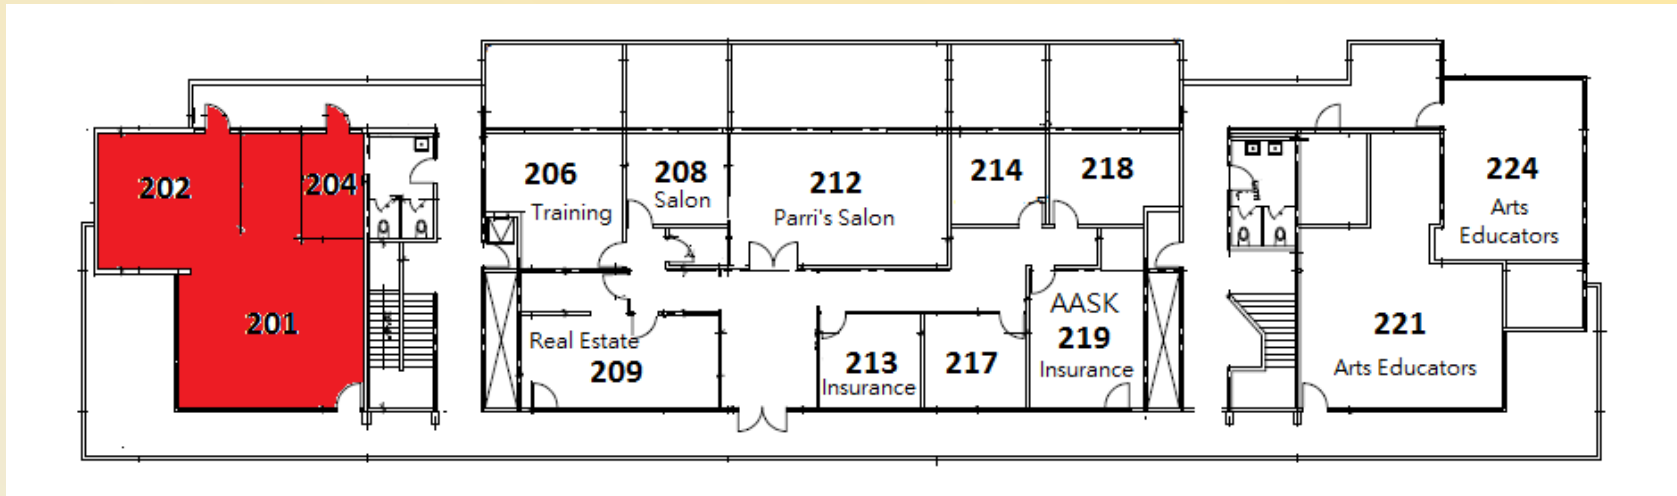 202
204
201
206
Training
208
Salon
212
Parri's Salon
214
218
Real Estate
209
213
Insurance
217
AASK
219
Insurance
224
Arts
Educators
221
Arts Educators